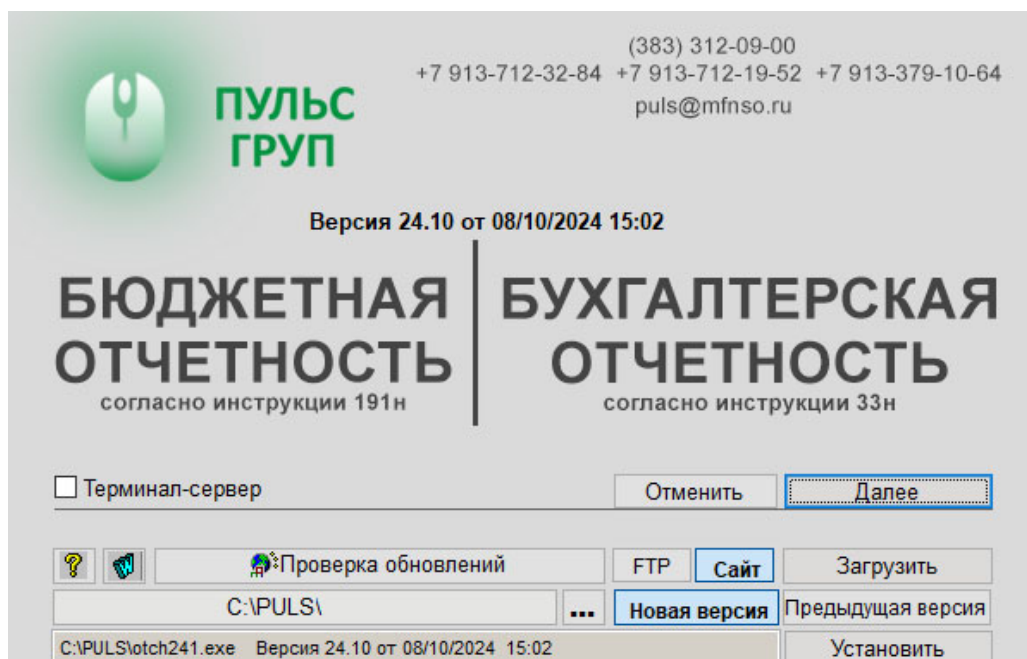 (383) 312-09-00
+7 913-712-32-84 +7 913-712-19-52 +7 913-379-10-64
puls@mfnso.ru
ПУЛЬС
ГРУП
Версия 24.10 от 08/10/2024 15:02
БЮДЖЕТНАЯ
ОТЧЕТНОСТЬ
согласно инструкции 191н
БУХГАЛТЕРСКАЯ
ОТЧЕТНОСТЬ
согласно инструкции 33н
Терминал-сервер Отменить Далее
? Проверка обновлений FTP Сайт Загрузить
C:\PULS\ ... Новая версия Предыдущая версия
C:\PULS\otch241.exe Версия 24.10 от 08/10/2024 15:02 Установить